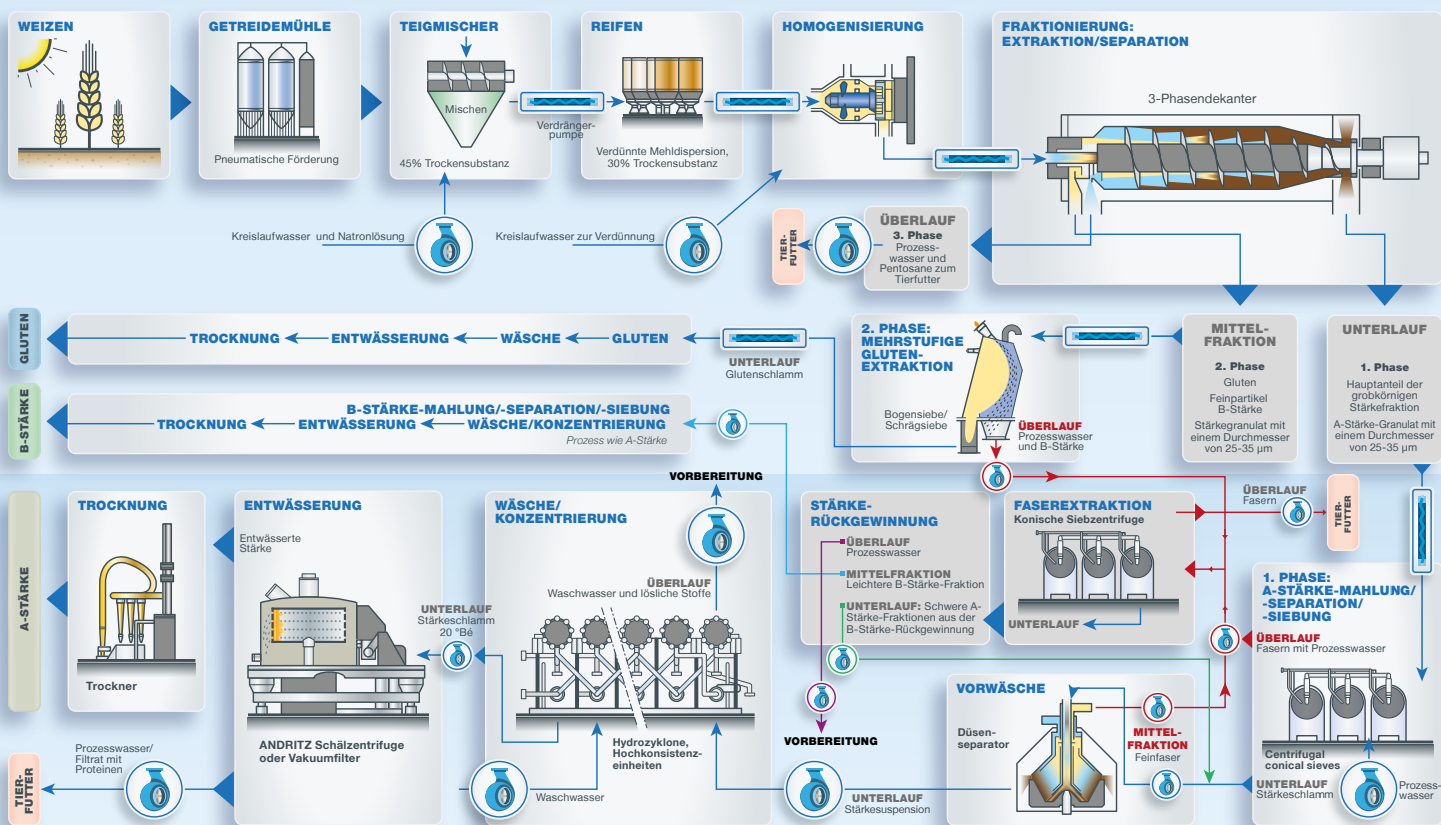 WEIZEN
GETREIDEMÜHLE
Pneumatische Förderung
TEIGMISCHER
Mischen
45% Trockensubstanz
Verdränger-
pumpe
REIFEN
Verdünnte Mehldispersion,
30% Trockensubstanz
HOMOGENISIERUNG
FRAKTIONIERUNG:
EXTRAKTION/SEPARATION
3-Phasendekanter
Kreislaufwasser und Natronlösung
Kreislaufwasser zur Verdünnung
TIER-
FUTTER
ÜBERLAUF
3. Phase
Prozess-
wasser und
Pentosane zum
Tierfutter
GLUTEN
TROCKNUNG
ENTWÄSSERUNG
WÄSCHE
GLUTEN
UNTERLAUF
Glutenschlamm
2. PHASE:
MEHRSTUFIGE
GLUTEN-
EXTRAKTION
Bogensiebe/
Schrägsiebe
ÜBERLAUF
Prozesswasser
und B-Stärke
MITTEL-
FRAKTION
2. Phase
Gluten
Feinpartikel
B-Stärke
Stärkegranulat mit
einem Durchmesser
von 25-35 µm
UNTERLAUF
1. Phase
Hauptanteil der
grobkörnigen
Stärkefraktion
A-Stärke-Granulat mit
einem Durchmesser
von 25-35 µm
B-STÄRKE
B-STÄRKE-MAHLUNG/-SEPARATION/-SIEBUNG
TROCKNUNG
ENTWÄSSERUNG
WÄSCHE/KONZENTRIERUNG
Prozess wie A-Stärke
A-STÄRKE
TROCKNUNG
Trockner
ENTWÄSSERUNG
Entwässerte
Stärke
ANDRITZ Schälzentrifuge
oder Vakuumfilter
UNTERLAUF
Stärkeschlamm
20 °Bé
VORBEREITUNG
WÄSCHE/
KONZENTRIERUNG
ÜBERLAUF
Waschwasser und lösliche Stoffe
Hydrozyklone,
Hochkonsistenz-
einheiten
Waschwasser
STÄRKE-
RÜCKGEWINNUNG
ÜBERLAUF
Prozesswasser
MITTELFRAKTION
Leichtere B-Stärke-Fraktion
UNTERLAUF: Schwere A-
Stärke-Fraktionen aus der
B-Stärke-Rückgewinnung
VORBEREITUNG
FASEREXTRAKTION
Konische Siebzentrifuge
UNTERLAUF
ÜBERLAUF
Fasern
TIER-
FUTTER
1. PHASE:
A-STÄRKE-MAHLUNG/
-SEPARATION/
-SIEBUNG
ÜBERLAUF
Fasern mit Prozesswasser
Centrifugal
conical sieves
UNTERLAUF
Stärkeschlamm
Prozess-
wasser
VORWÄSCHE
Düsen-
separator
MITTEL-
FRAKTION
Feinfaser
UNTERLAUF
Stärkesuspension
TIER-
FUTTER
Prozesswasser/
Filtrat mit
Proteinen